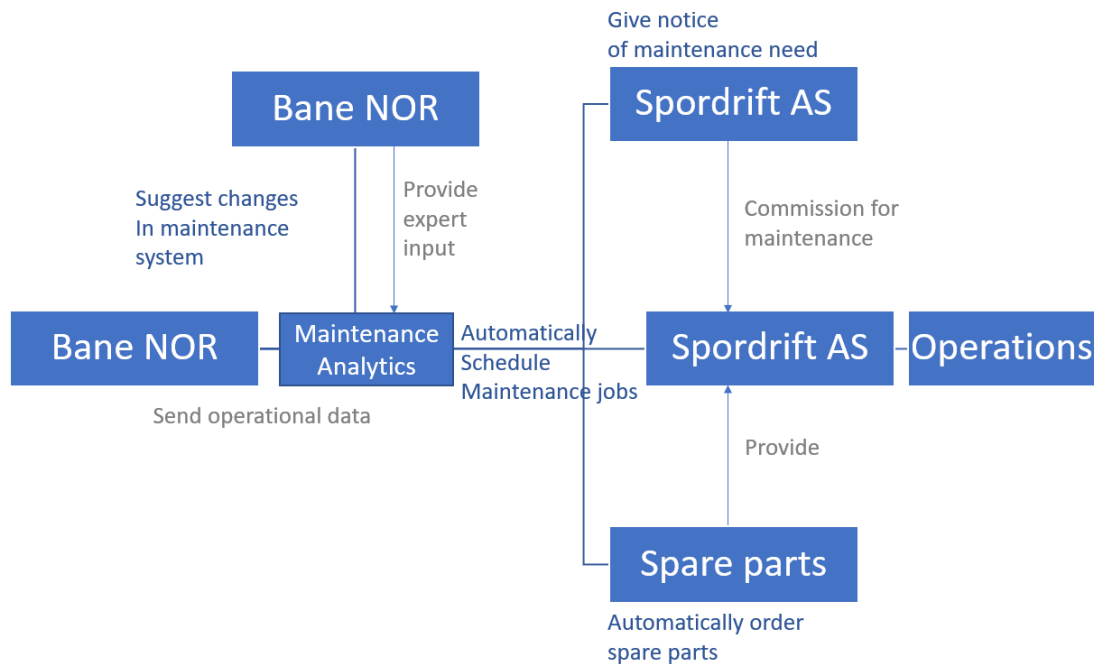 Give notice
of maintenance need
Bane NOR
Spordrift AS
Suggest changes
In maintenance
system
Provide
expert
input
Commission for
maintenance
Bane NOR
Maintenance
Analytics
Automatically
Schedule
Maintenance jobs
Spordrift AS
Operations
Send operational data
Provide
Spare parts
Automatically order
spare parts